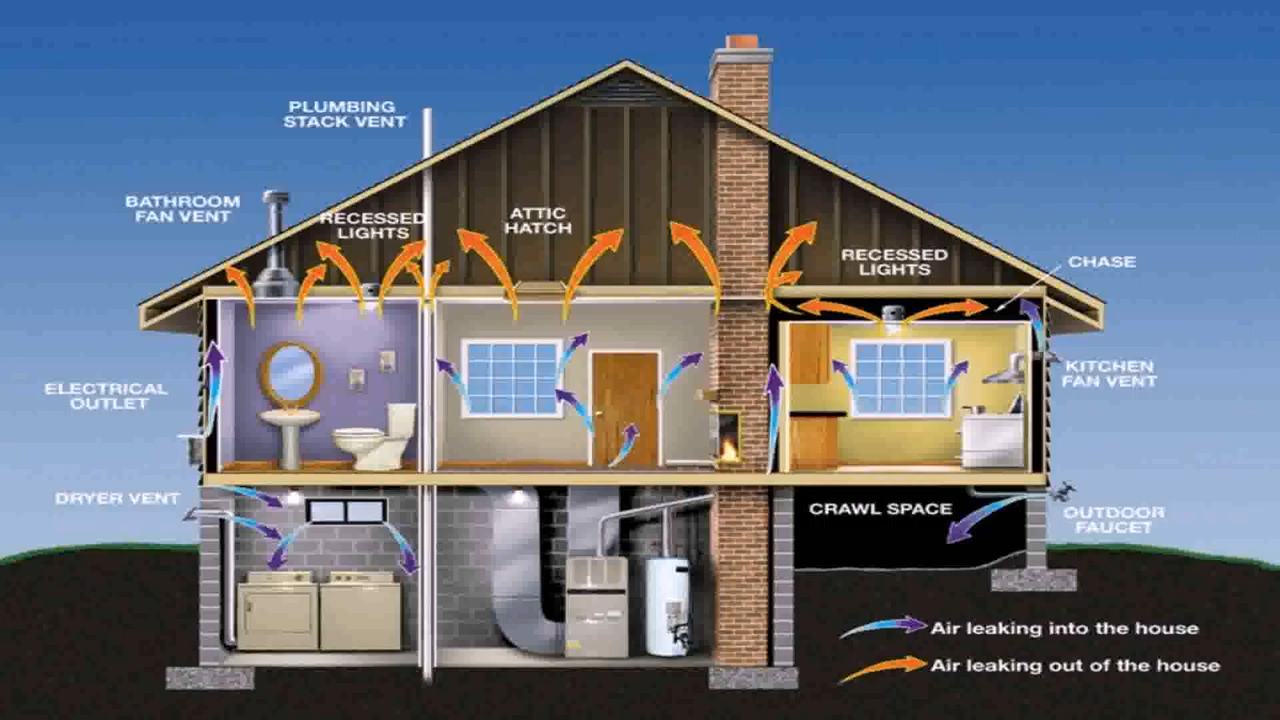 PLUMBING
STACK VENT
BATHROOM
FAN VENT
RECESSED
LIGHTS
ATTIC
HATCH
RECESSED
LIGHTS
CHASE
ELECTRICAL
OUTLET
KITCHEN
FAN VENT
DRYER VENT
CRAWL SPACE
OUTDOOR
FAUCET
Air leaking into the house
Air leaking out of the house